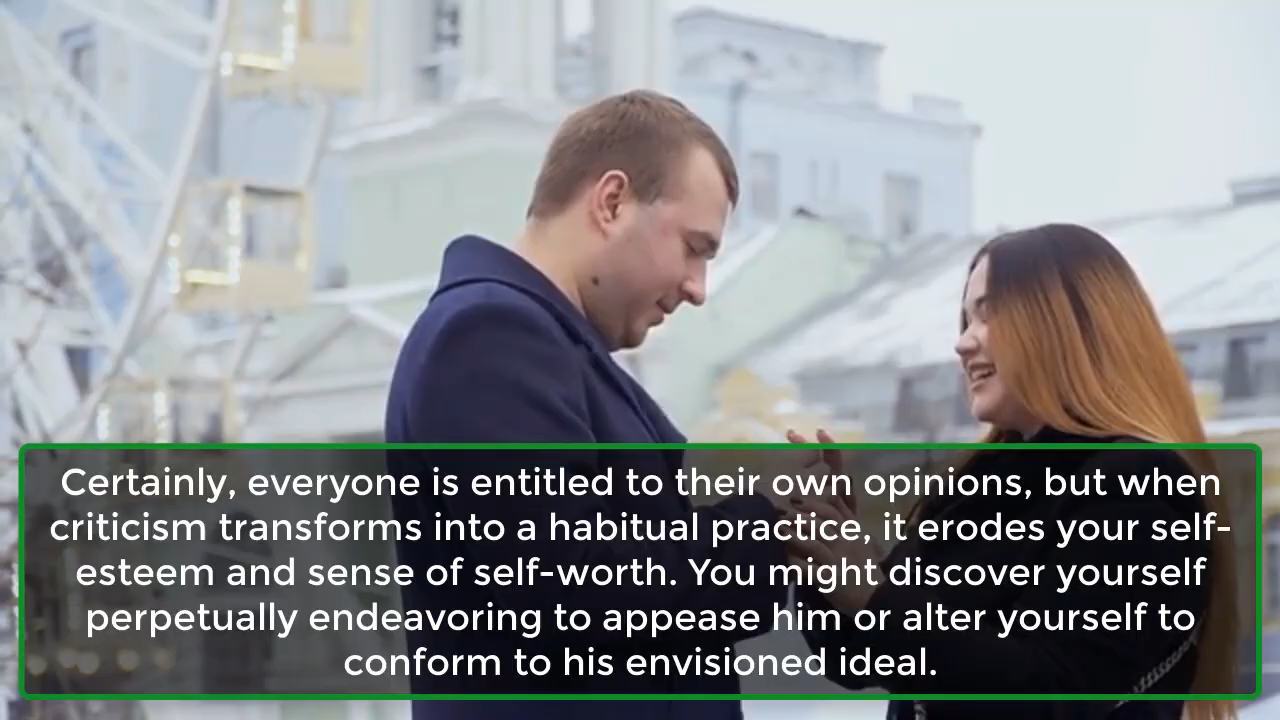 Certainly, everyone is entitled to their own opinions, but when
criticism transforms into a habitual practice, it erodes your self-
esteem and sense of self-worth. You might discover yourself
perpetually endeavoring to appease him or alter yourself to
conform to his envisioned ideal.